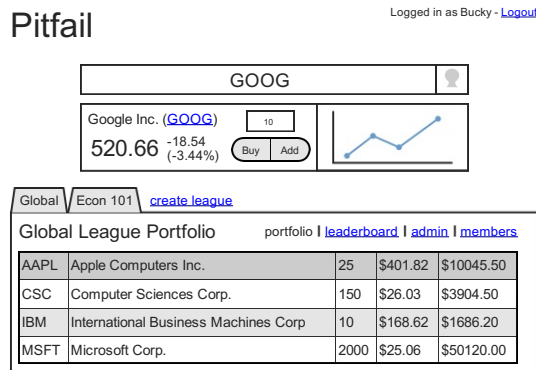 Pitfail
Logged in as Bucky - Logout
GOOG
Google Inc. (GOOG)
10
520.66 -18.54 (-3.44%)
Buy Add
Global Econ 101 create league
Global League Portfolio portfolio | leaderboard | admin | members
AAPL Apple Computers Inc. 25 $401.82 $10045.50
CSC Computer Sciences Corp. 150 $26.03 $3904.50
IBM International Business Machines Corp 10 $168.62 $1686.20
MSFT Microsoft Corp. 2000 $25.06 $50120.00